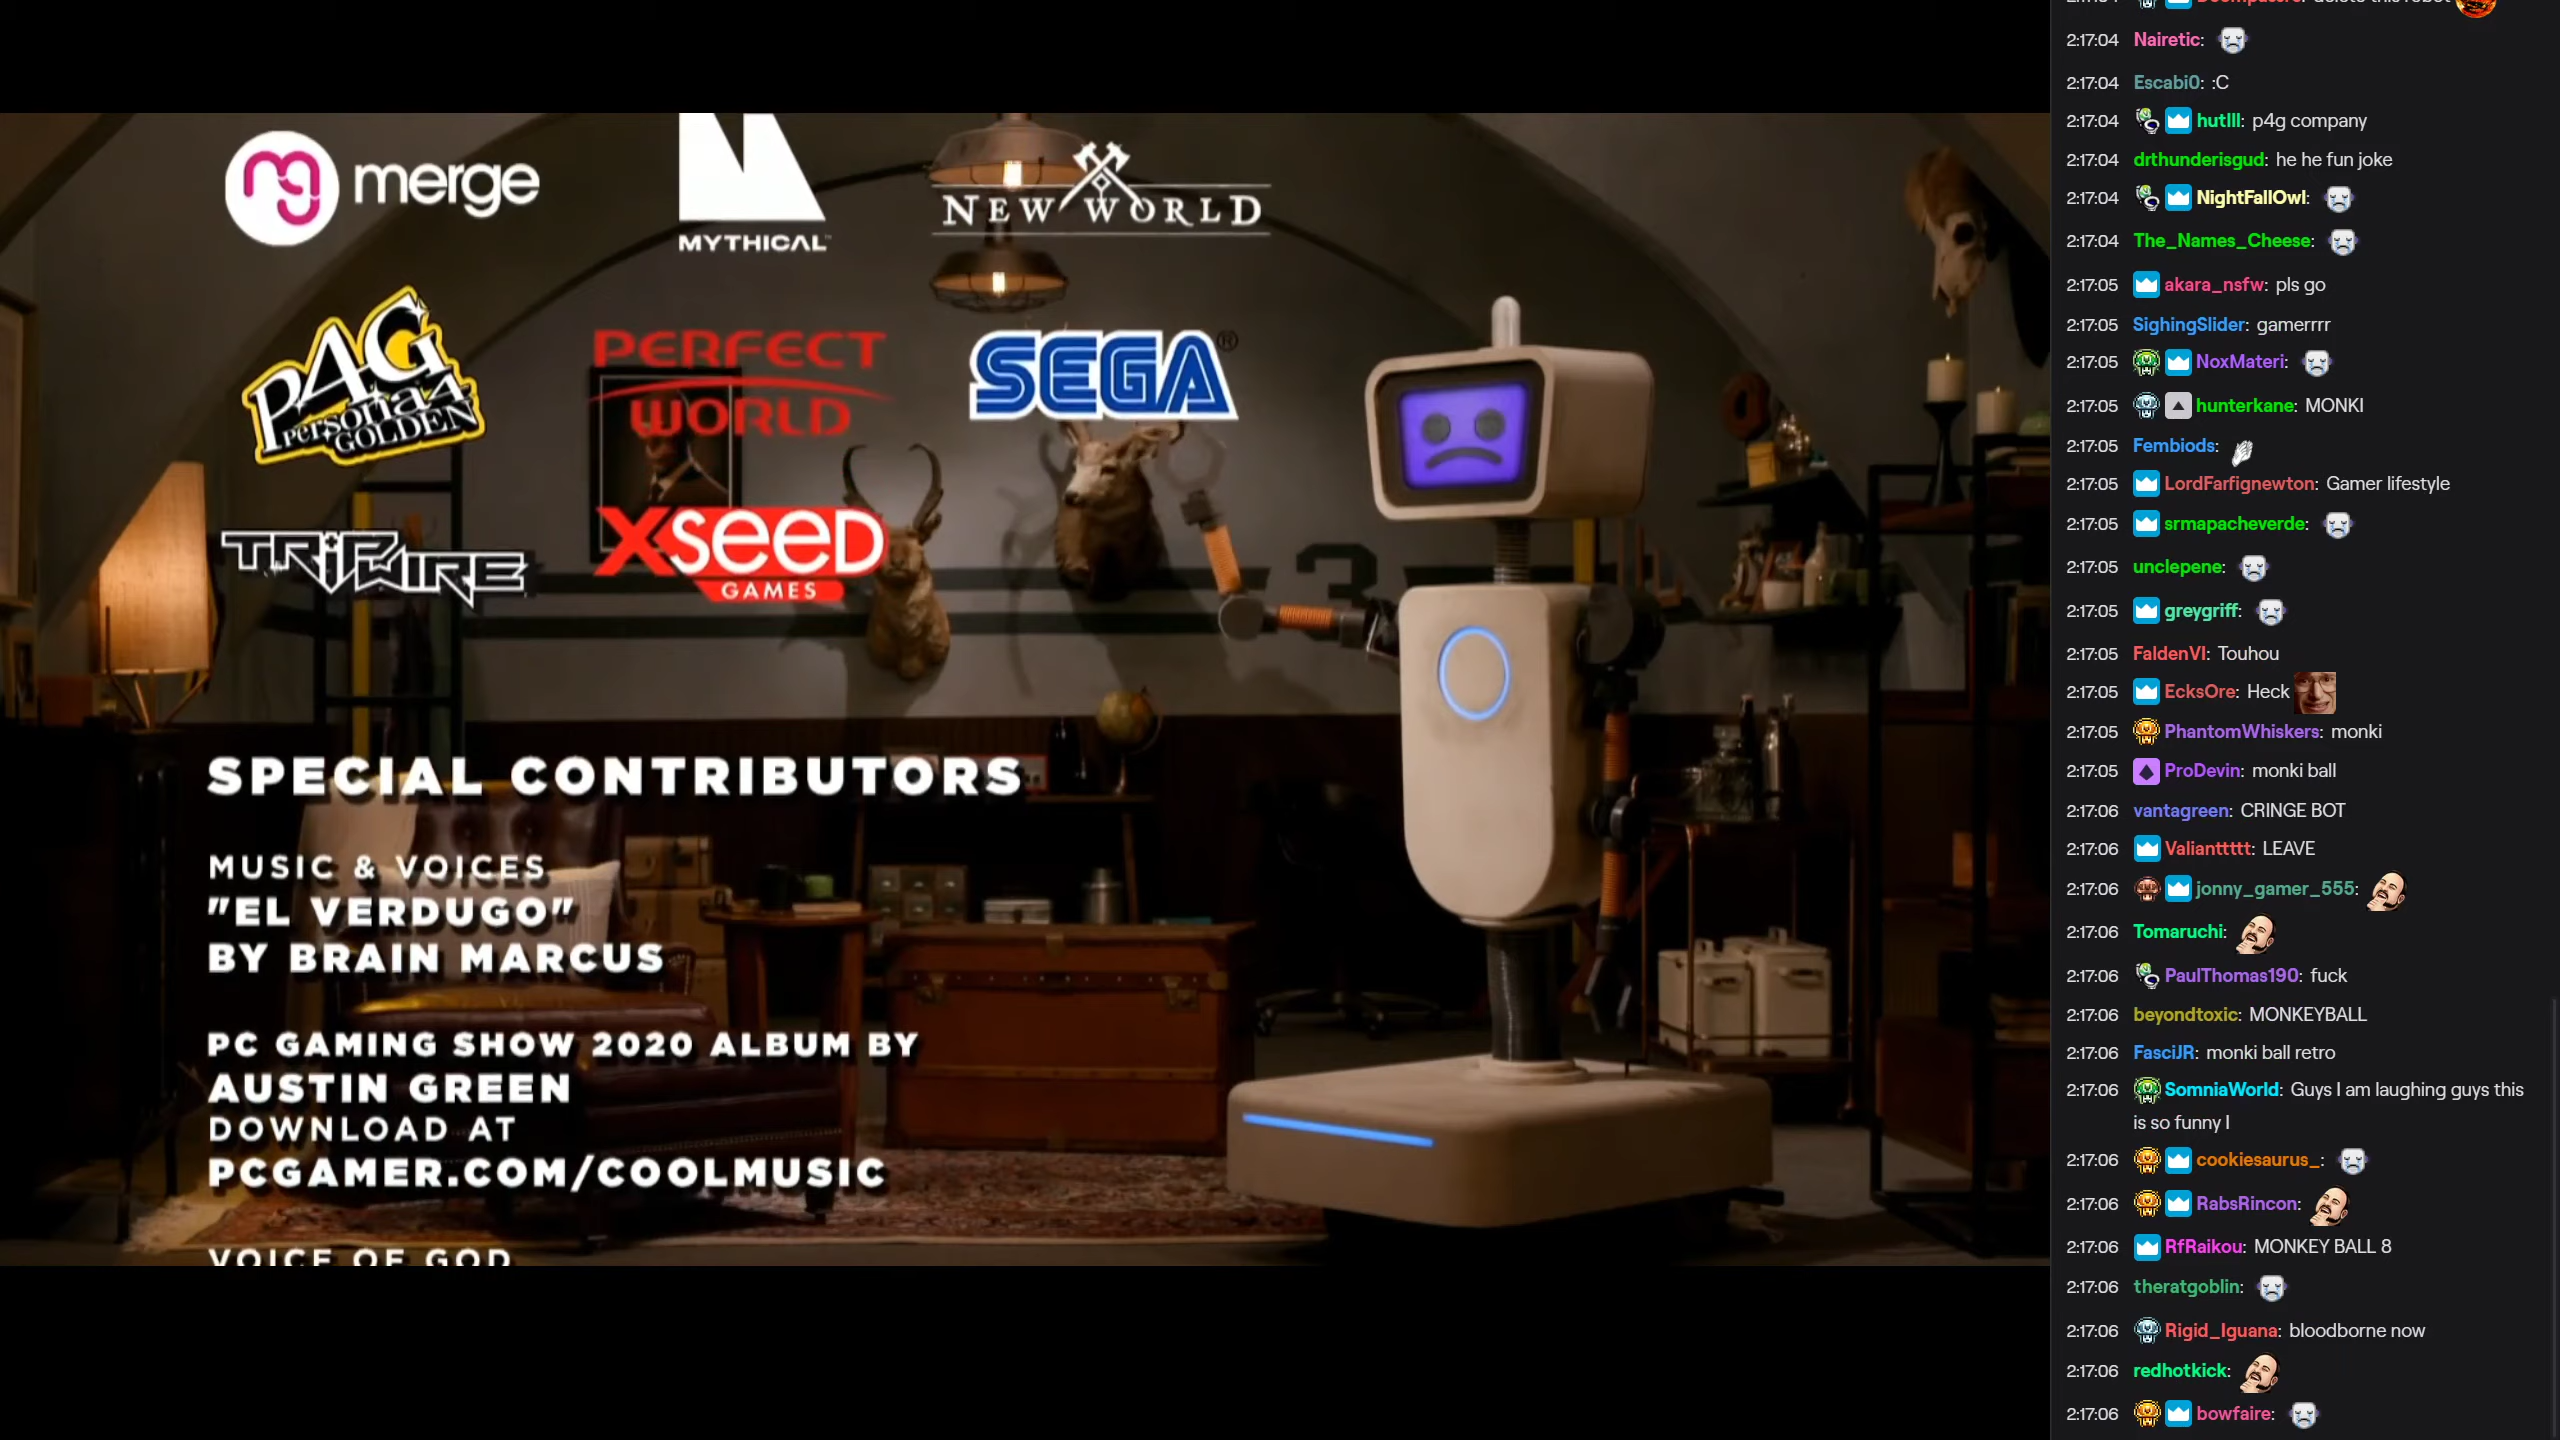 merge
MYTHICAL™
NEW WORLD
P4G
Persona 4
GOLDEN
PERFECT
WORLD
SEGA®
TRIPWIRE
XSEED
GAMES
3
SPECIAL CONTRIBUTORS
MUSIC & VOICES
"EL VERDUGO"
BY BRAIN MARCUS
PC GAMING SHOW 2020 ALBUM BY
AUSTIN GREEN
DOWNLOAD AT
PCGAMER.COM/COOLMUSIC
VOICE OF GOD
2:17:04 Nairetic:
2:17:04 Escabi0: :C
2:17:04 hutlll: p4g company
2:17:04 drthunderisgud: he he fun joke
2:17:04 NightFallOwl:
2:17:04 The_Names_Cheese:
2:17:05 akara_nsfw: pls go
2:17:05 SighingSlider: gamerrrr
2:17:05 NoxMateri:
2:17:05 hunterkane: MONKI
2:17:05 Fembiods:
2:17:05 LordFarfignewton: Gamer lifestyle
2:17:05 srmapacheverde:
2:17:05 unclepene:
2:17:05 greygriff:
2:17:05 FaldenVI: Touhou
2:17:05 EcksOre: Heck
2:17:05 PhantomWhiskers: monki
2:17:05 ProDevin: monki ball
2:17:06 vantagreen: CRINGE BOT
2:17:06 Valianttttt: LEAVE
2:17:06 jonny_gamer_555:
2:17:06 Tomaruchi:
2:17:06 PaulThomas190: fuck
2:17:06 beyondtoxic: MONKEYBALL
2:17:06 FasciJR: monki ball retro
2:17:06 SomniaWorld: Guys I am laughing guys this
is so funny I
2:17:06 cookiesaurus_:
2:17:06 RabsRincon:
2:17:06 RfRaikou: MONKEY BALL 8
2:17:06 theratgoblin:
2:17:06 Rigid_Iguana: bloodborne now
2:17:06 redhotkick:
2:17:06 bowfaire: